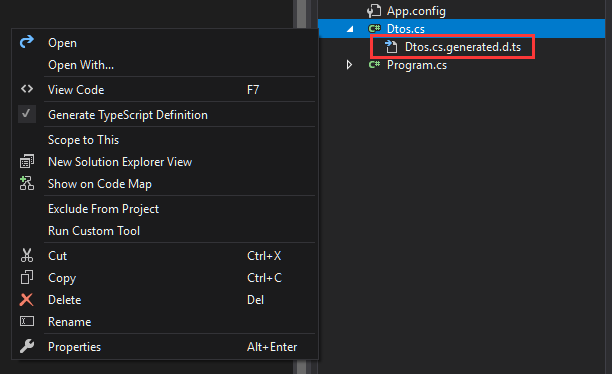 Open
Open With...
View Code F7
Generate TypeScript Definition
Scope to This
New Solution Explorer View
Show on Code Map
Exclude From Project
Run Custom Tool
Cut Ctrl+X
Copy Ctrl+C
Delete Del
Rename
Properties Alt+Enter
App.config
C# Dtos.cs
Dtos.cs.generated.d.ts
C# Program.cs